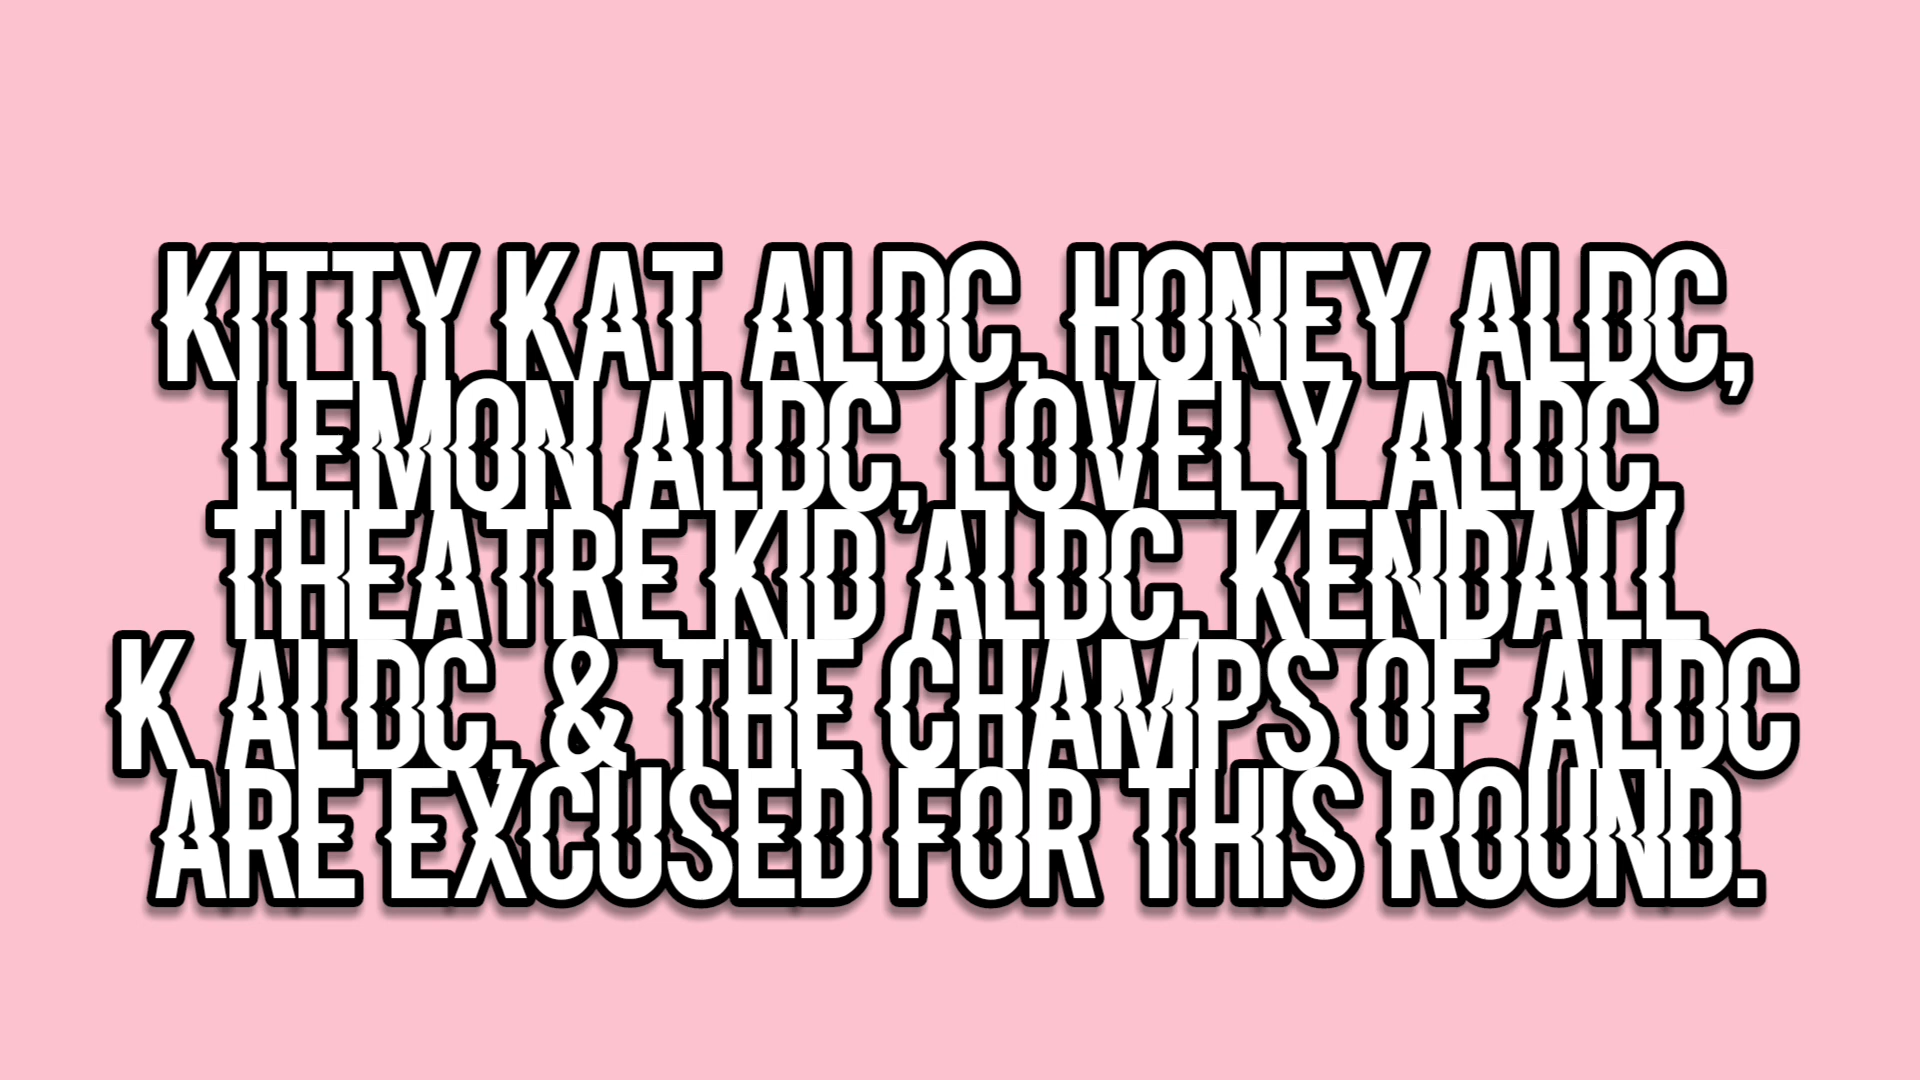 KITTY KAT ALDC, HONEY ALDC,
LEMON ALDC, LOVELY ALDC,
THEATRE KID ALDC, KENDALL
K ALDC, & THE CHAMPS OF ALDC
ARE EXCUSED FOR THIS ROUND.